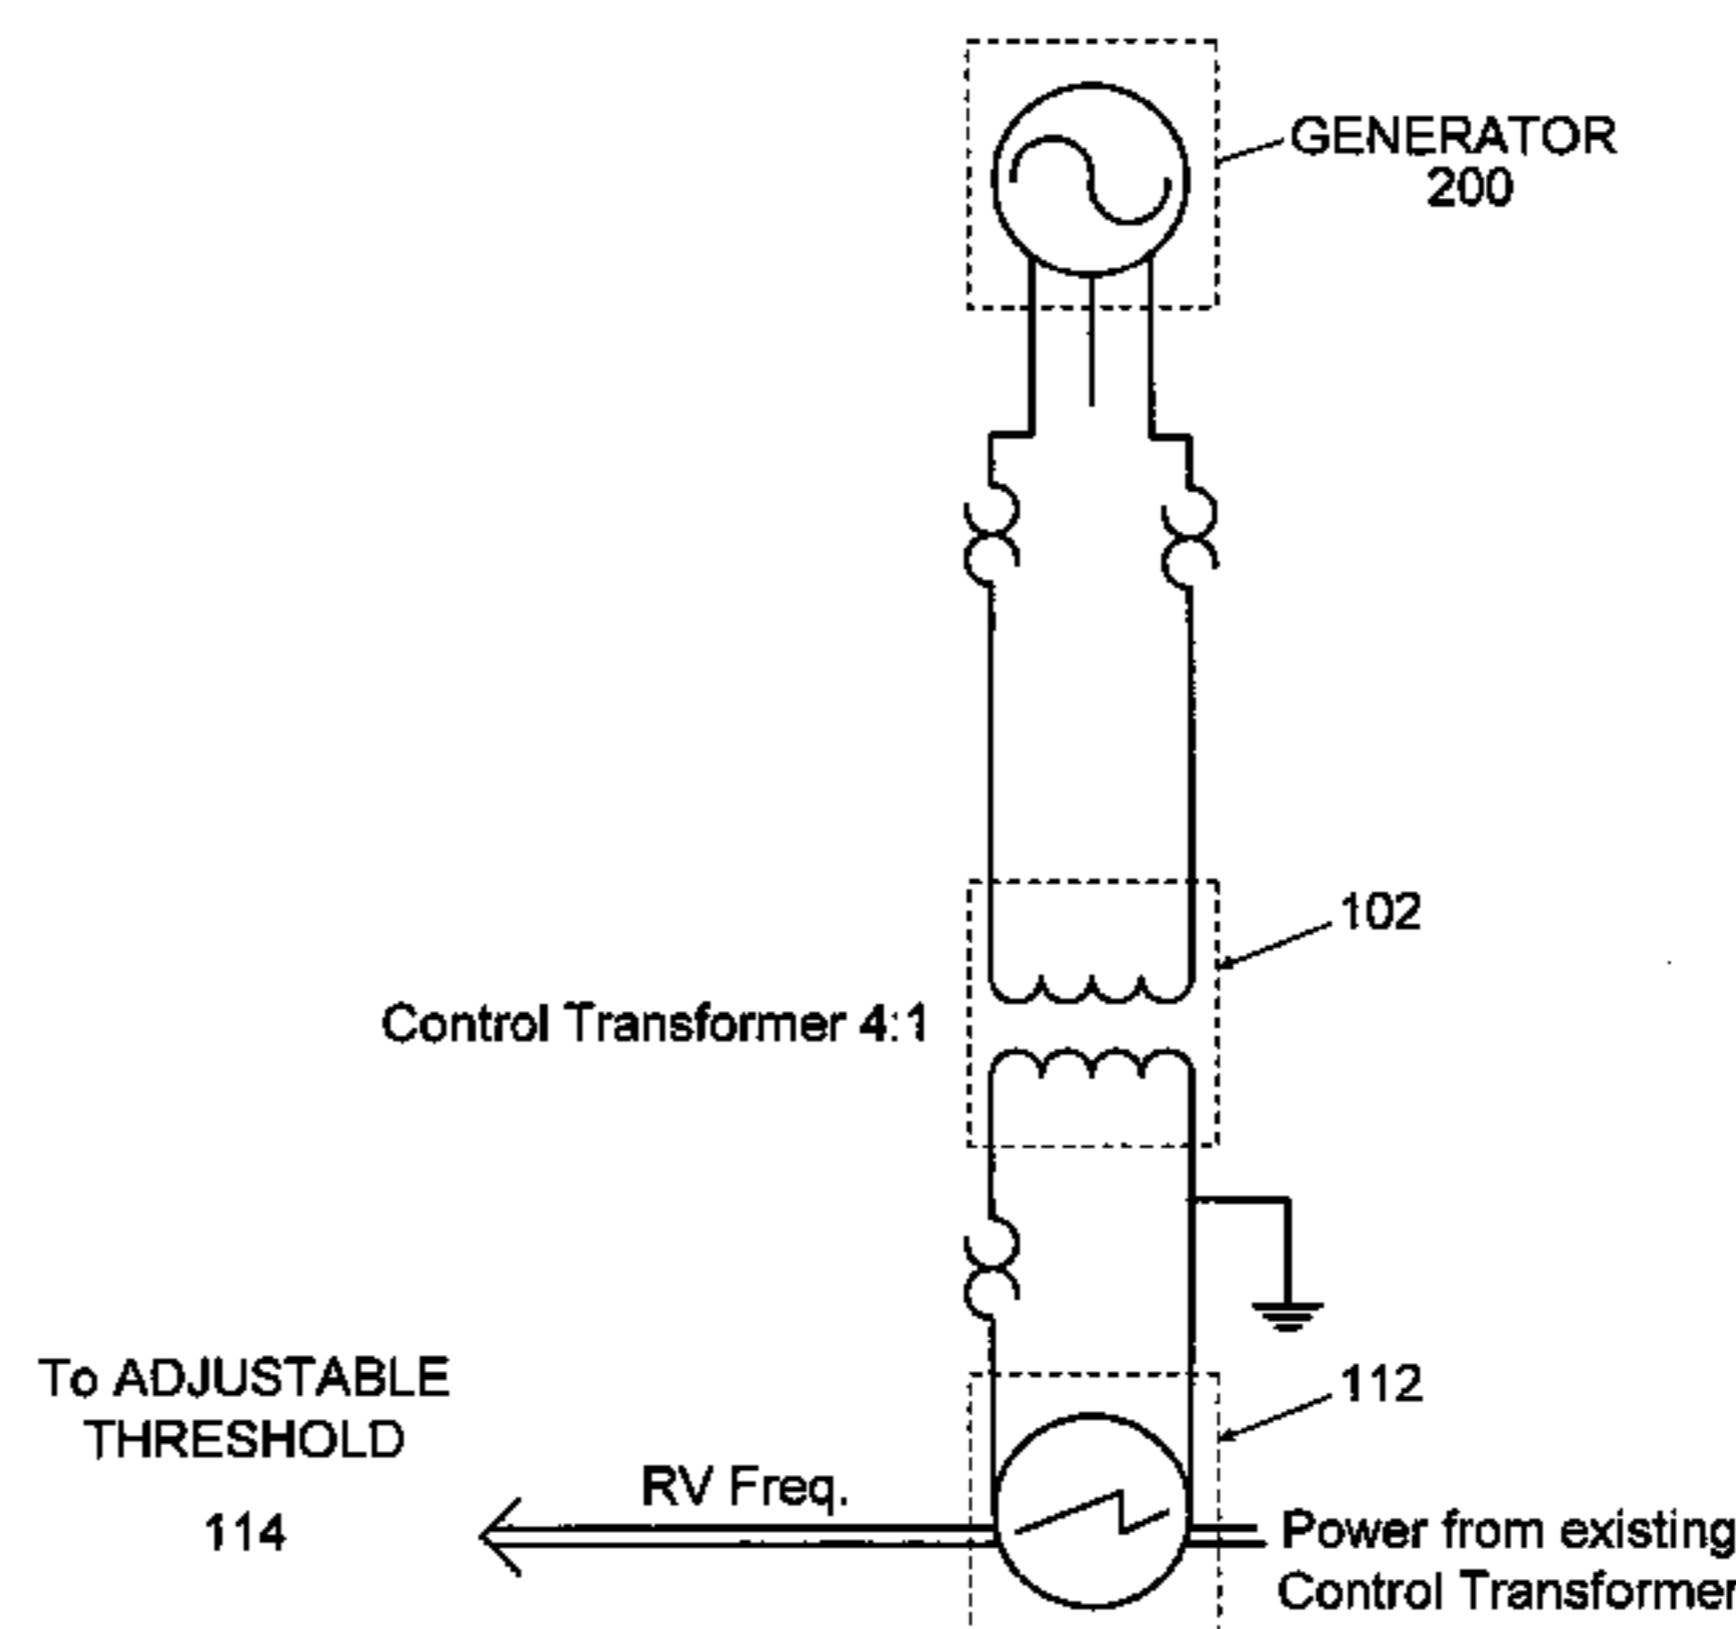 GENERATOR
200
102
Control Transformer 4:1
112
To ADJUSTABLE
THRESHOLD
114
RV Freq.
Power from existing
Control Transformer